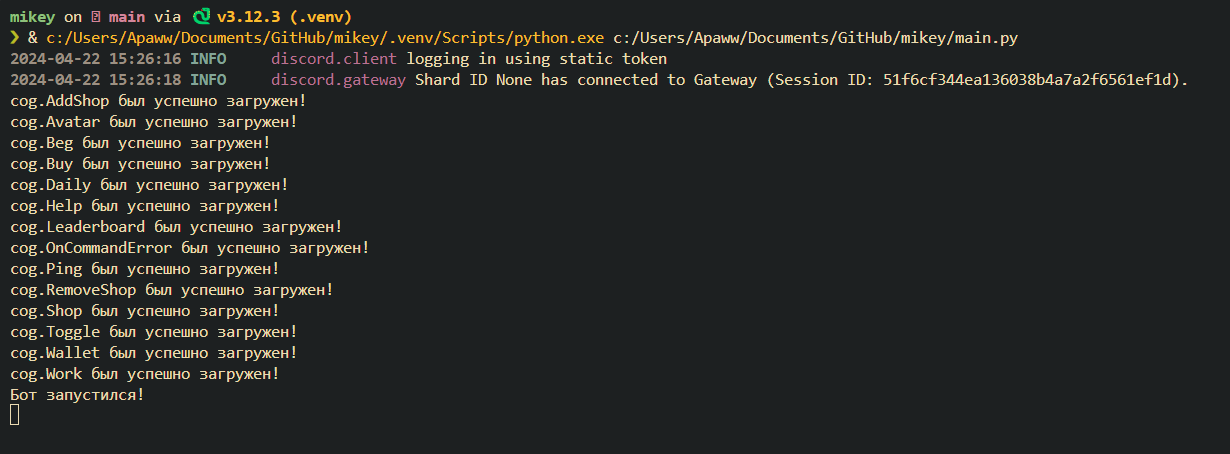 mikey on main via v3.12.3 (.venv)
❯ & c:/Users/Apaww/Documents/GitHub/mikey/.venv/Scripts/python.exe c:/Users/Apaww/Documents/GitHub/mikey/main.py
2024-04-22 15:26:16 INFO     discord.client logging in using static token
2024-04-22 15:26:18 INFO     discord.gateway Shard ID None has connected to Gateway (Session ID: 51f6cf344ea136038b4a7a2f6561ef1d).
cog.AddShop был успешно загружен!
cog.Avatar был успешно загружен!
cog.Beg был успешно загружен!
cog.Buy был успешно загружен!
cog.Daily был успешно загружен!
cog.Help был успешно загружен!
cog.Leaderboard был успешно загружен!
cog.OnCommandError был успешно загружен!
cog.Ping был успешно загружен!
cog.RemoveShop был успешно загружен!
cog.Shop был успешно загружен!
cog.Toggle был успешно загружен!
cog.Wallet был успешно загружен!
cog.Work был успешно загружен!
Бот запустился!